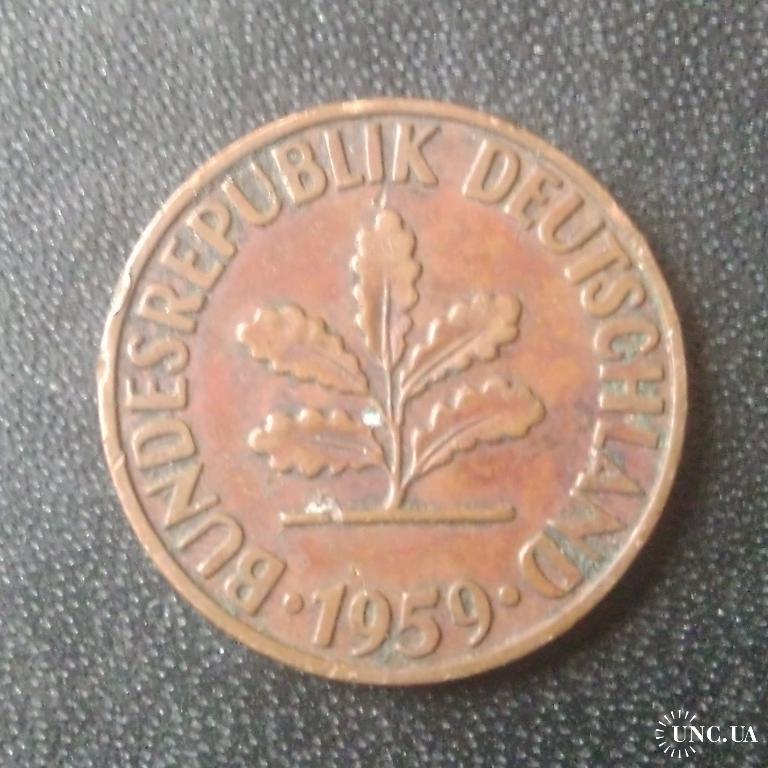 BUNDESREPUBLIK DEUTSCHLAND
· 1959 ·
UNC.UA